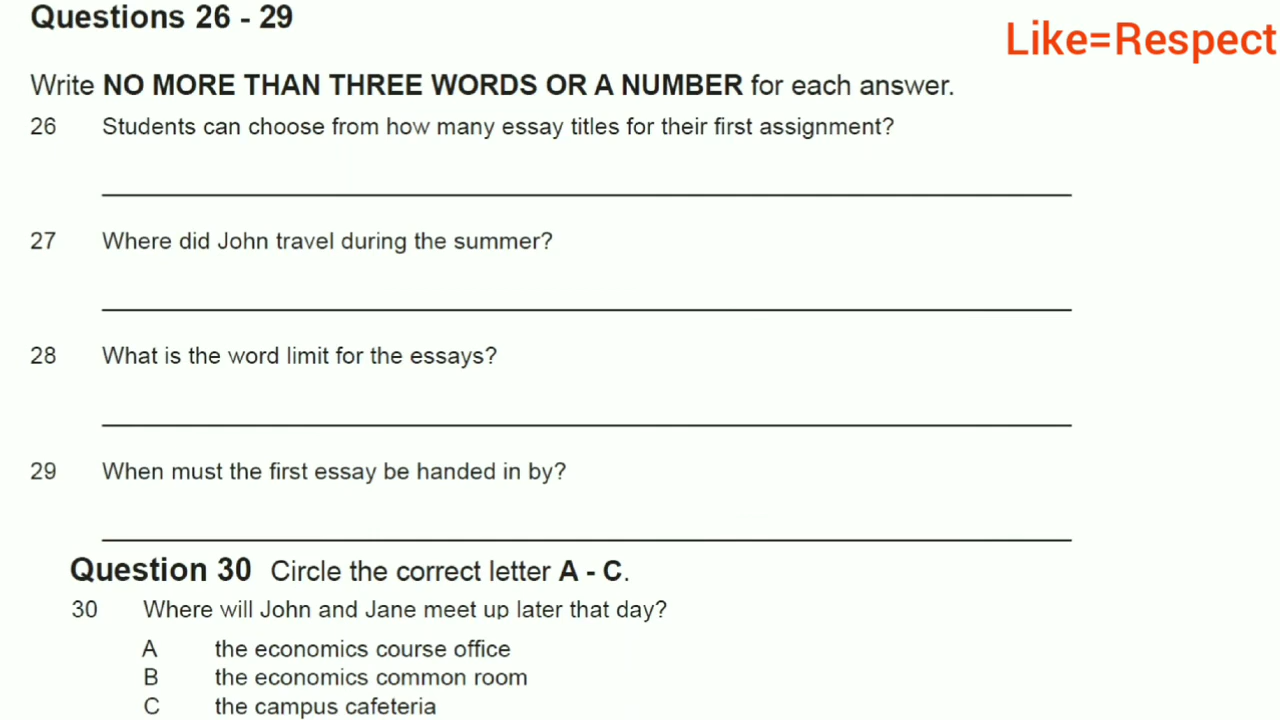 Questions 26 - 29
Like=Respect
Write NO MORE THAN THREE WORDS OR A NUMBER for each answer.
26 Students can choose from how many essay titles for their first assignment?
27 Where did John travel during the summer?
28 What is the word limit for the essays?
29 When must the first essay be handed in by?
Question 30 Circle the correct letter A - C.
30 Where will John and Jane meet up later that day?
A the economics course office
B the economics common room
C the campus cafeteria